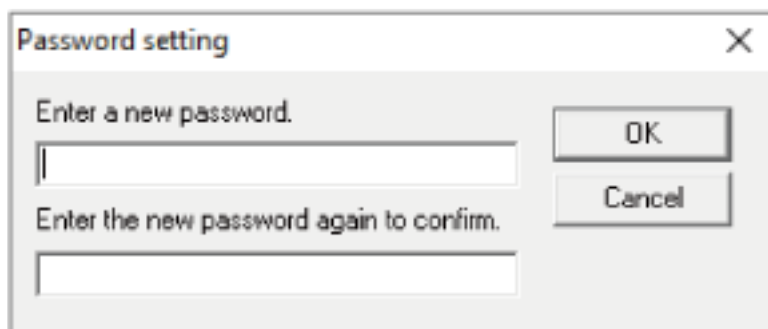 Password setting
Enter a new password.
OK
Cancel
Enter the new password again to confirm.